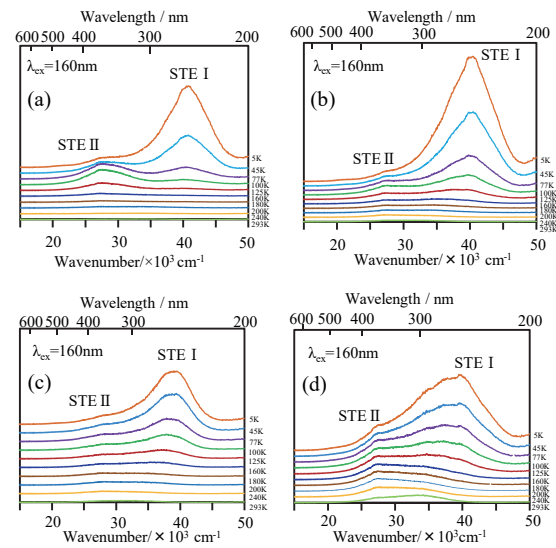 Wavelength / nm
600 500 400 300 200
λex=160nm
STE I
(a)
STE II
5K
45K
77K
100K
125K
160K
180K
200K
240K
293K
20 30 40 50
Wavenumber/×10³ cm⁻¹
Wavelength / nm
600 500 400 300 200
λex=160nm
STE I
(b)
STE II
5K
45K
77K
100K
125K
160K
180K
200K
240K
293K
20 30 40 50
Wavenumber/×10³ cm⁻¹
Wavelength / nm
600 500 400 300 200
λex=160nm
STE I
(c)
STE II
5K
45K
77K
100K
125K
160K
180K
200K
240K
293K
20 30 40 50
Wavenumber/×10³ cm⁻¹
Wavelength / nm
600 500 400 300 200
λex=160nm
STE I
(d)
STE II
5K
45K
77K
100K
125K
160K
180K
200K
240K
293K
20 30 40 50
Wavenumber/×10³ cm⁻¹